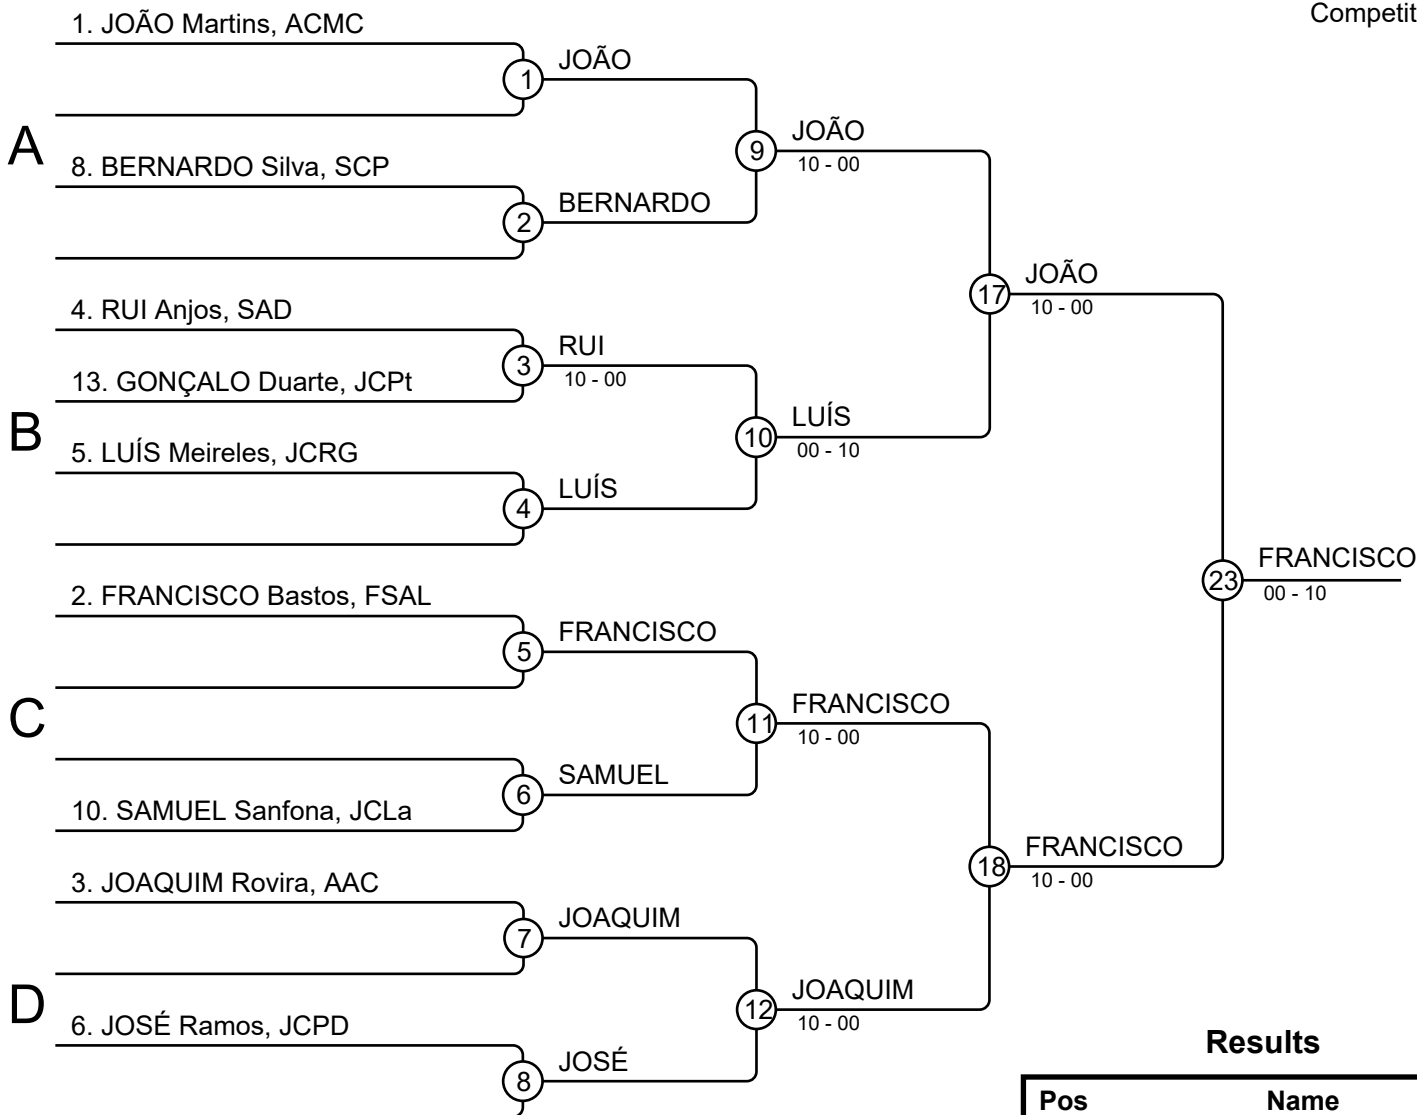 Competit
1. JOÃO Martins, ACMC
1
JOÃO
A
9
JOÃO
10 - 00
8. BERNARDO Silva, SCP
2
BERNARDO
17
JOÃO
10 - 00
4. RUI Anjos, SAD
3
RUI
10 - 00
13. GONÇALO Duarte, JCPt
B
10
LUÍS
00 - 10
5. LUÍS Meireles, JCRG
4
LUÍS
23
FRANCISCO
00 - 10
2. FRANCISCO Bastos, FSAL
5
FRANCISCO
C
11
FRANCISCO
10 - 00
6
SAMUEL
10. SAMUEL Sanfona, JCLa
18
FRANCISCO
10 - 00
3. JOAQUIM Rovira, AAC
7
JOAQUIM
D
12
JOAQUIM
10 - 00
6. JOSÉ Ramos, JCPD
8
JOSÉ
Results
Pos Name